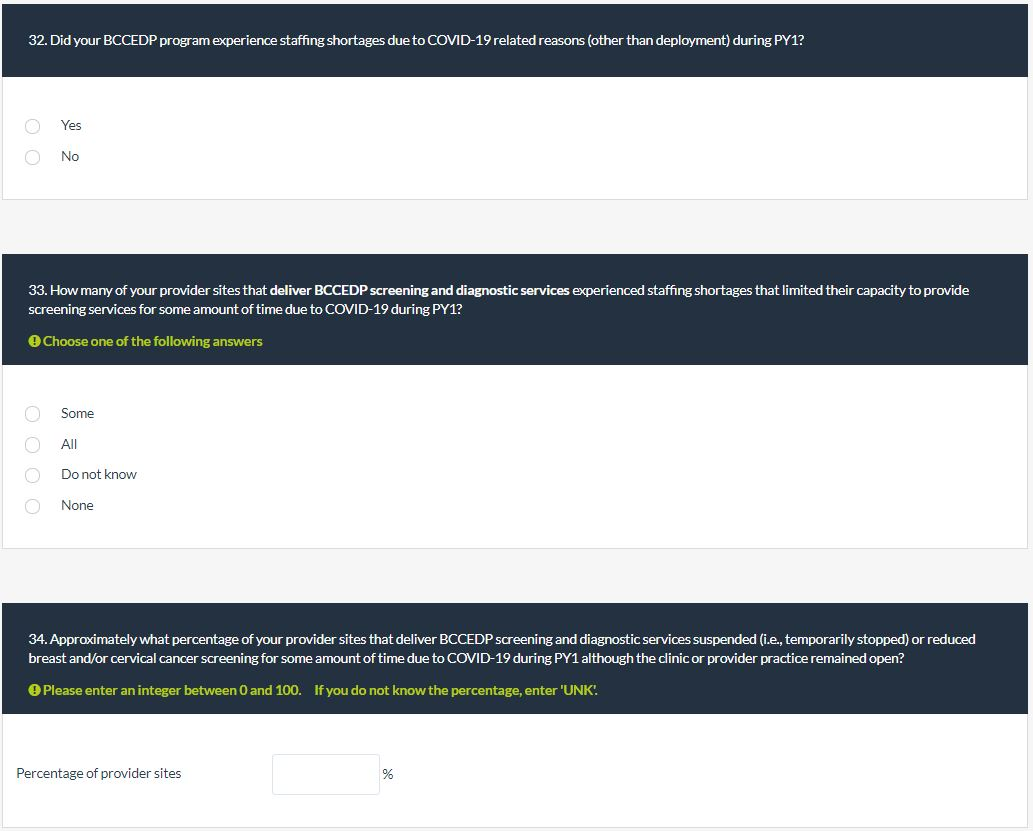 32. Did your BCCEDP program experience staffing shortages due to COVID-19 related reasons (other than deployment) during PY1?
Yes
No
33. How many of your provider sites that deliver BCCEDP screening and diagnostic services experienced staffing shortages that limited their capacity to provide
screening services for some amount of time due to COVID-19 during PY1?
Choose one of the following answers
Some
All
Do not know
None
34. Approximately what percentage of your provider sites that deliver BCCEDP screening and diagnostic services suspended (i.e., temporarily stopped) or reduced
breast and/or cervical cancer screening for some amount of time due to COVID-19 during PY1 although the clinic or provider practice remained open?
Please enter an integer between 0 and 100. If you do not know the percentage, enter 'UNK'.
Percentage of provider sites %